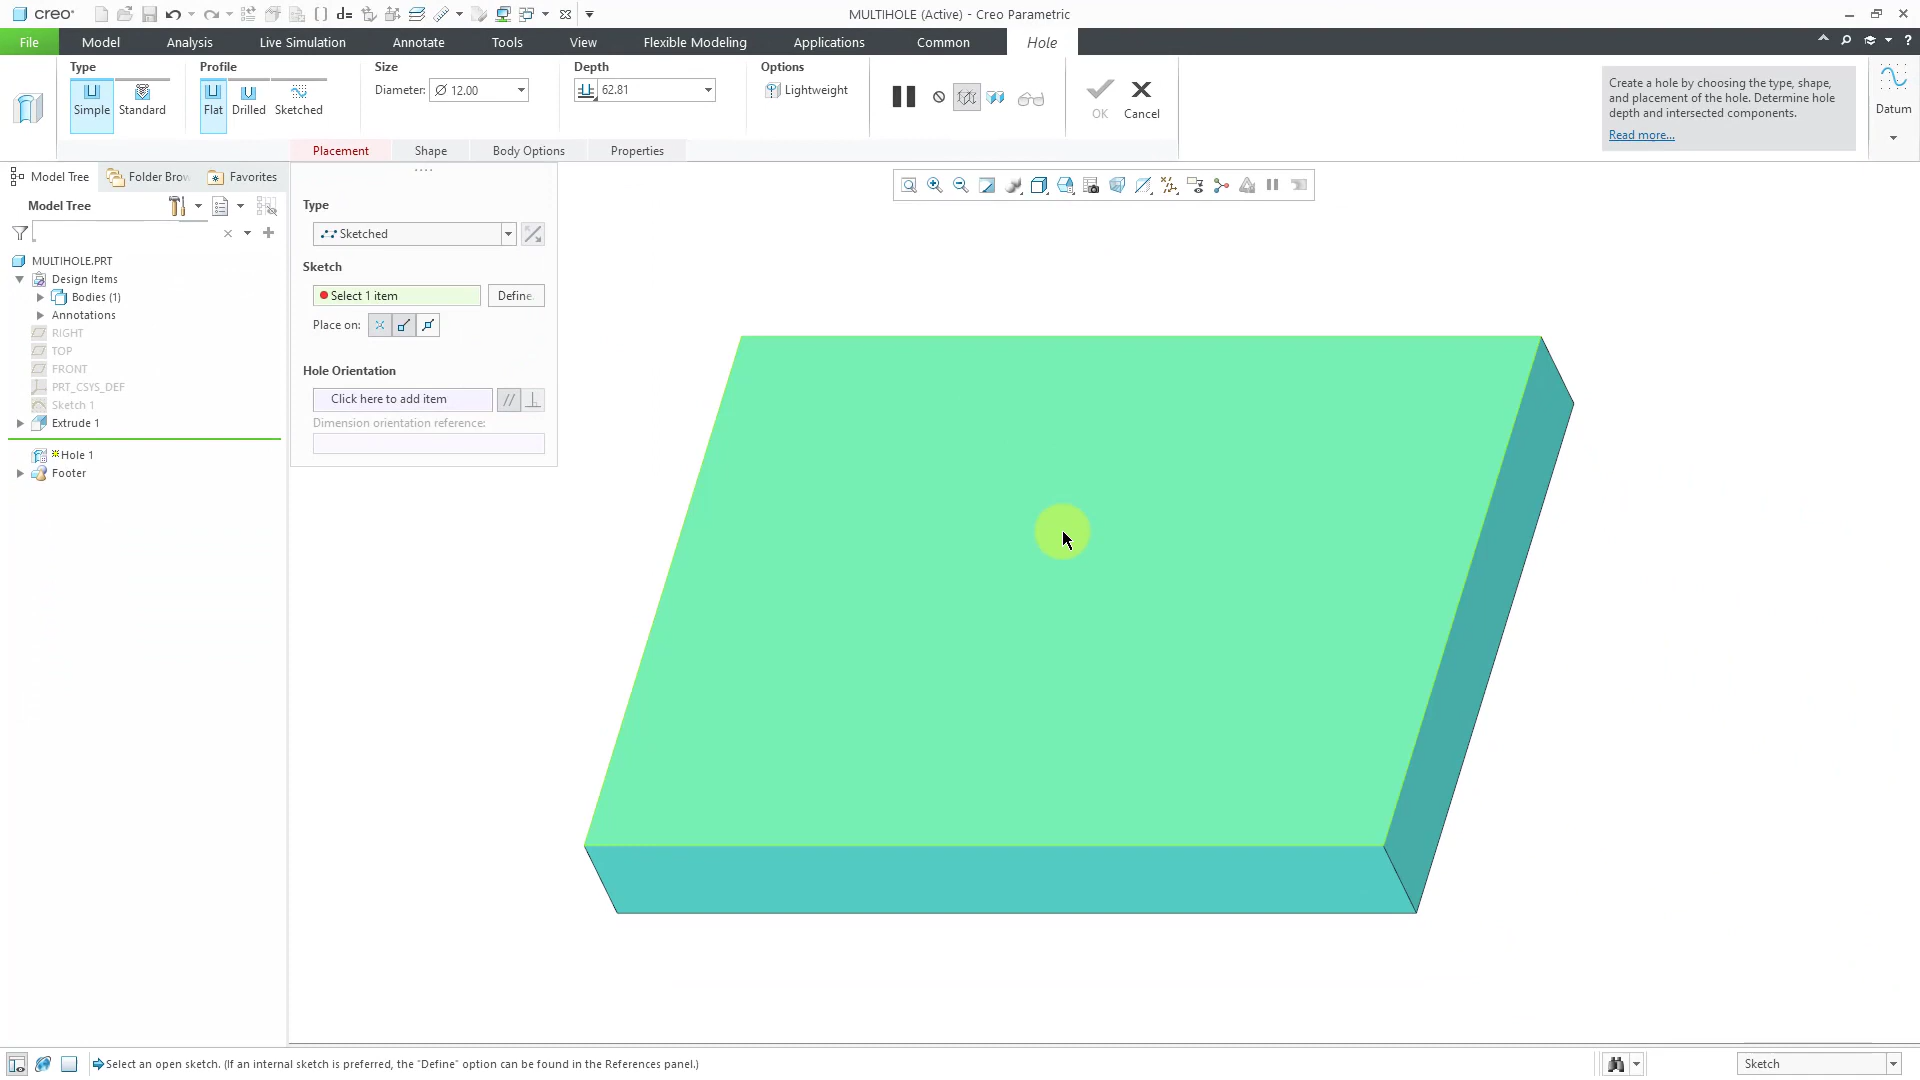 creo
d=
MULTIHOLE (Active) - Creo Parametric
File
Model
Analysis
Live Simulation
Annotate
Tools
View
Flexible Modeling
Applications
Common
Hole
Type
Simple
Standard
Profile
Flat
Drilled
Sketched
Size
Diameter: Ø 12.00
Depth
62.81
Options
Lightweight
OK
Cancel
Create a hole by choosing the type, shape,
and placement of the hole. Determine hole
depth and intersected components.
Read more...
Datum
Placement
Shape
Body Options
Properties
Model Tree
Folder Brow
Favorites
Model Tree
MULTIHOLE.PRT
Design Items
Bodies (1)
Annotations
RIGHT
TOP
FRONT
PRT_CSYS_DEF
Sketch 1
Extrude 1
Hole 1
Footer
Type
Sketched
Sketch
Select 1 item
Define.
Place on:
Hole Orientation
Click here to add item
Dimension orientation reference:
Select an open sketch. (If an internal sketch is preferred, the "Define" option can be found in the References panel.)
Sketch